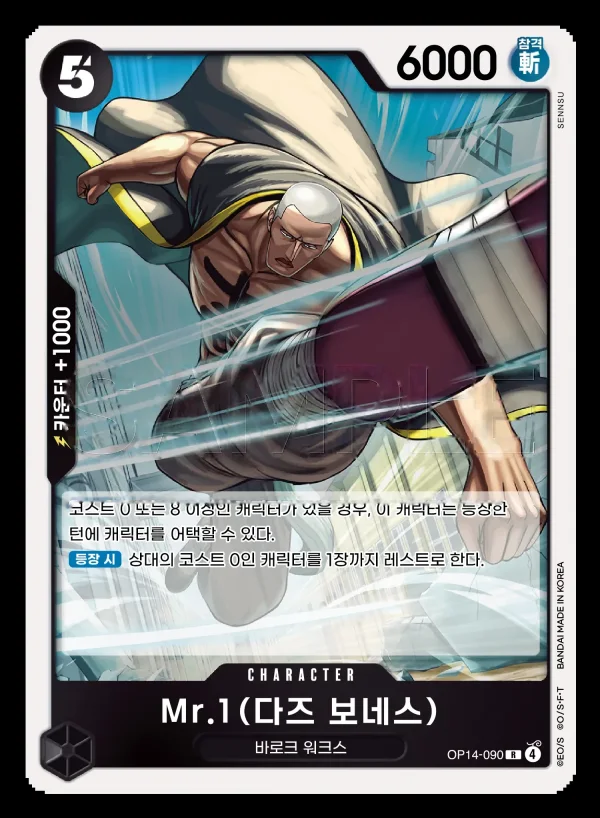 5
6000
참격
斬
SENNSU
카운터 +1000
SAMPLE
코스트 0 또는 8 이상인 캐릭터가 있을 경우, 이 캐릭터는 등장한
턴에 캐릭터를 어택할 수 있다.
등장 시 상대의 코스트 0인 캐릭터를 1장까지 레스트로 한다.
CHARACTER
Mr.1(다즈 보네스)
바로크 워크스
OP14-090 R 4
©EO/S ©O/S·F·T BANDAI MADE IN KOREA